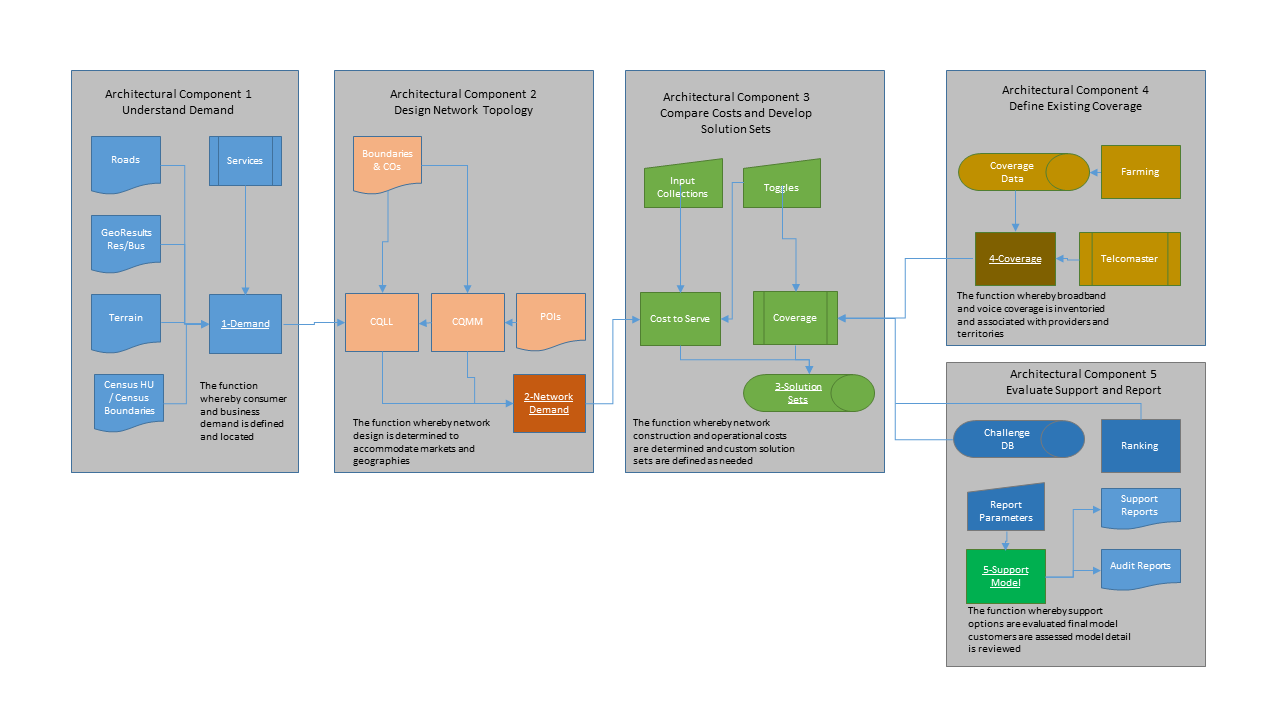 Architectural Component 1
Understand Demand
Roads
Services
GeoResults
Res/Bus
Terrain
1-Demand
Census HU
/ Census
Boundaries
The function
whereby consumer
and business
demand is defined
and located
Architectural Component 2
Design Network Topology
Boundaries
& COs
CQLL
CQMM
POIs
2-Network
Demand
The function whereby network
design is determined to
accommodate markets and
geographies
Architectural Component 3
Compare Costs and Develop
Solution Sets
Input
Collections
Toggles
Cost to Serve
Coverage
3-Solution
Sets
The function whereby network
construction and operational costs
are determined and custom solution
sets are defined as needed
Architectural Component 4
Define Existing Coverage
Coverage
Data
Farming
4-Coverage
Telcomaster
The function whereby broadband
and voice coverage is inventoried
and associated with providers and
territories
Architectural Component 5
Evaluate Support and Report
Challenge
DB
Ranking
Report
Parameters
Support
Reports
5-Support
Model
Audit Reports
The function whereby support
options are evaluated final model
customers are assessed model detail
is reviewed